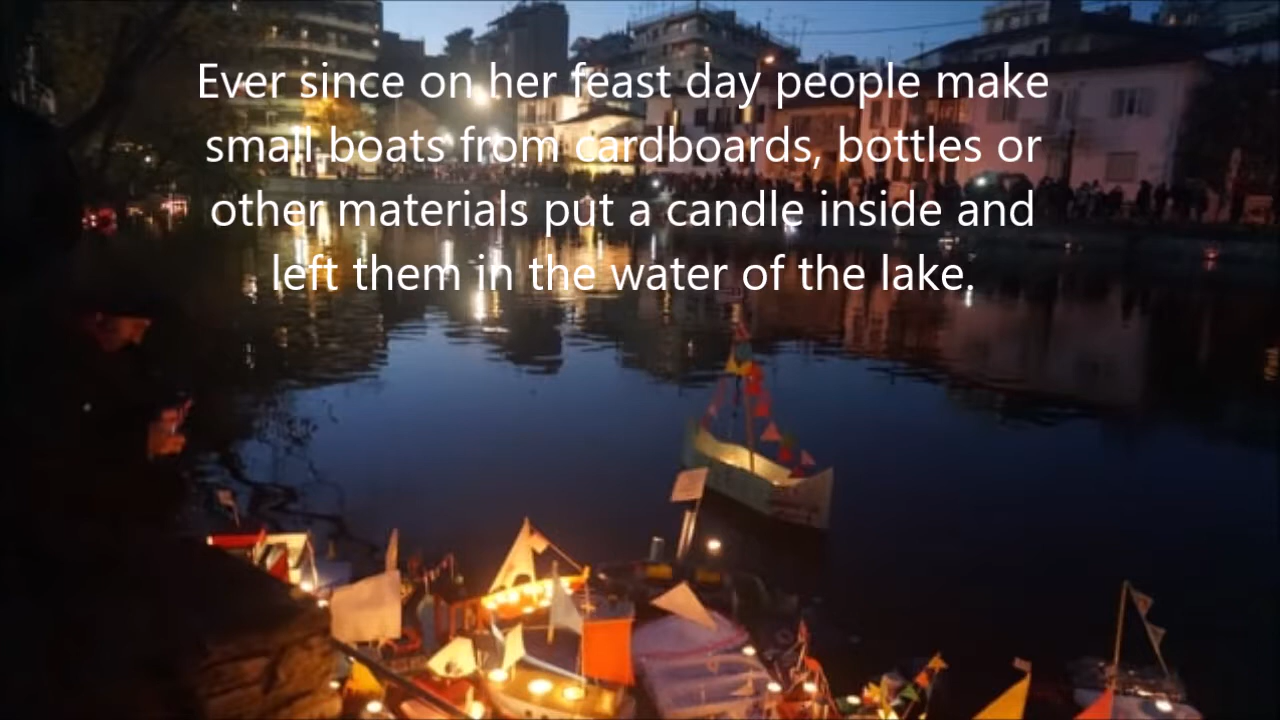 Ever since on her feast day people make
small boats from cardboards, bottles or
other materials put a candle inside and
left them in the water of the lake.